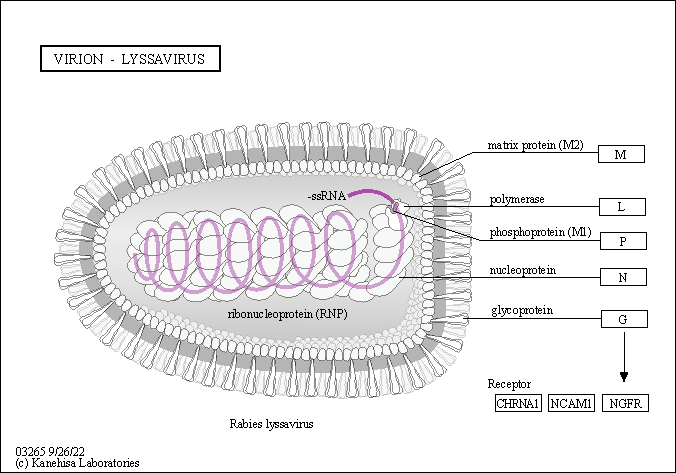 VIRION - LYSSAVIRUS
matrix protein (M2)
M
-ssRNA
polymerase
L
phosphoprotein (M1)
P
nucleoprotein
N
glycoprotein
G
ribonucleoprotein (RNP)
Receptor
CHRNA1 NCAM1 NGFR
Rabies lyssavirus
03265 9/26/22
(c) Kanehisa Laboratories